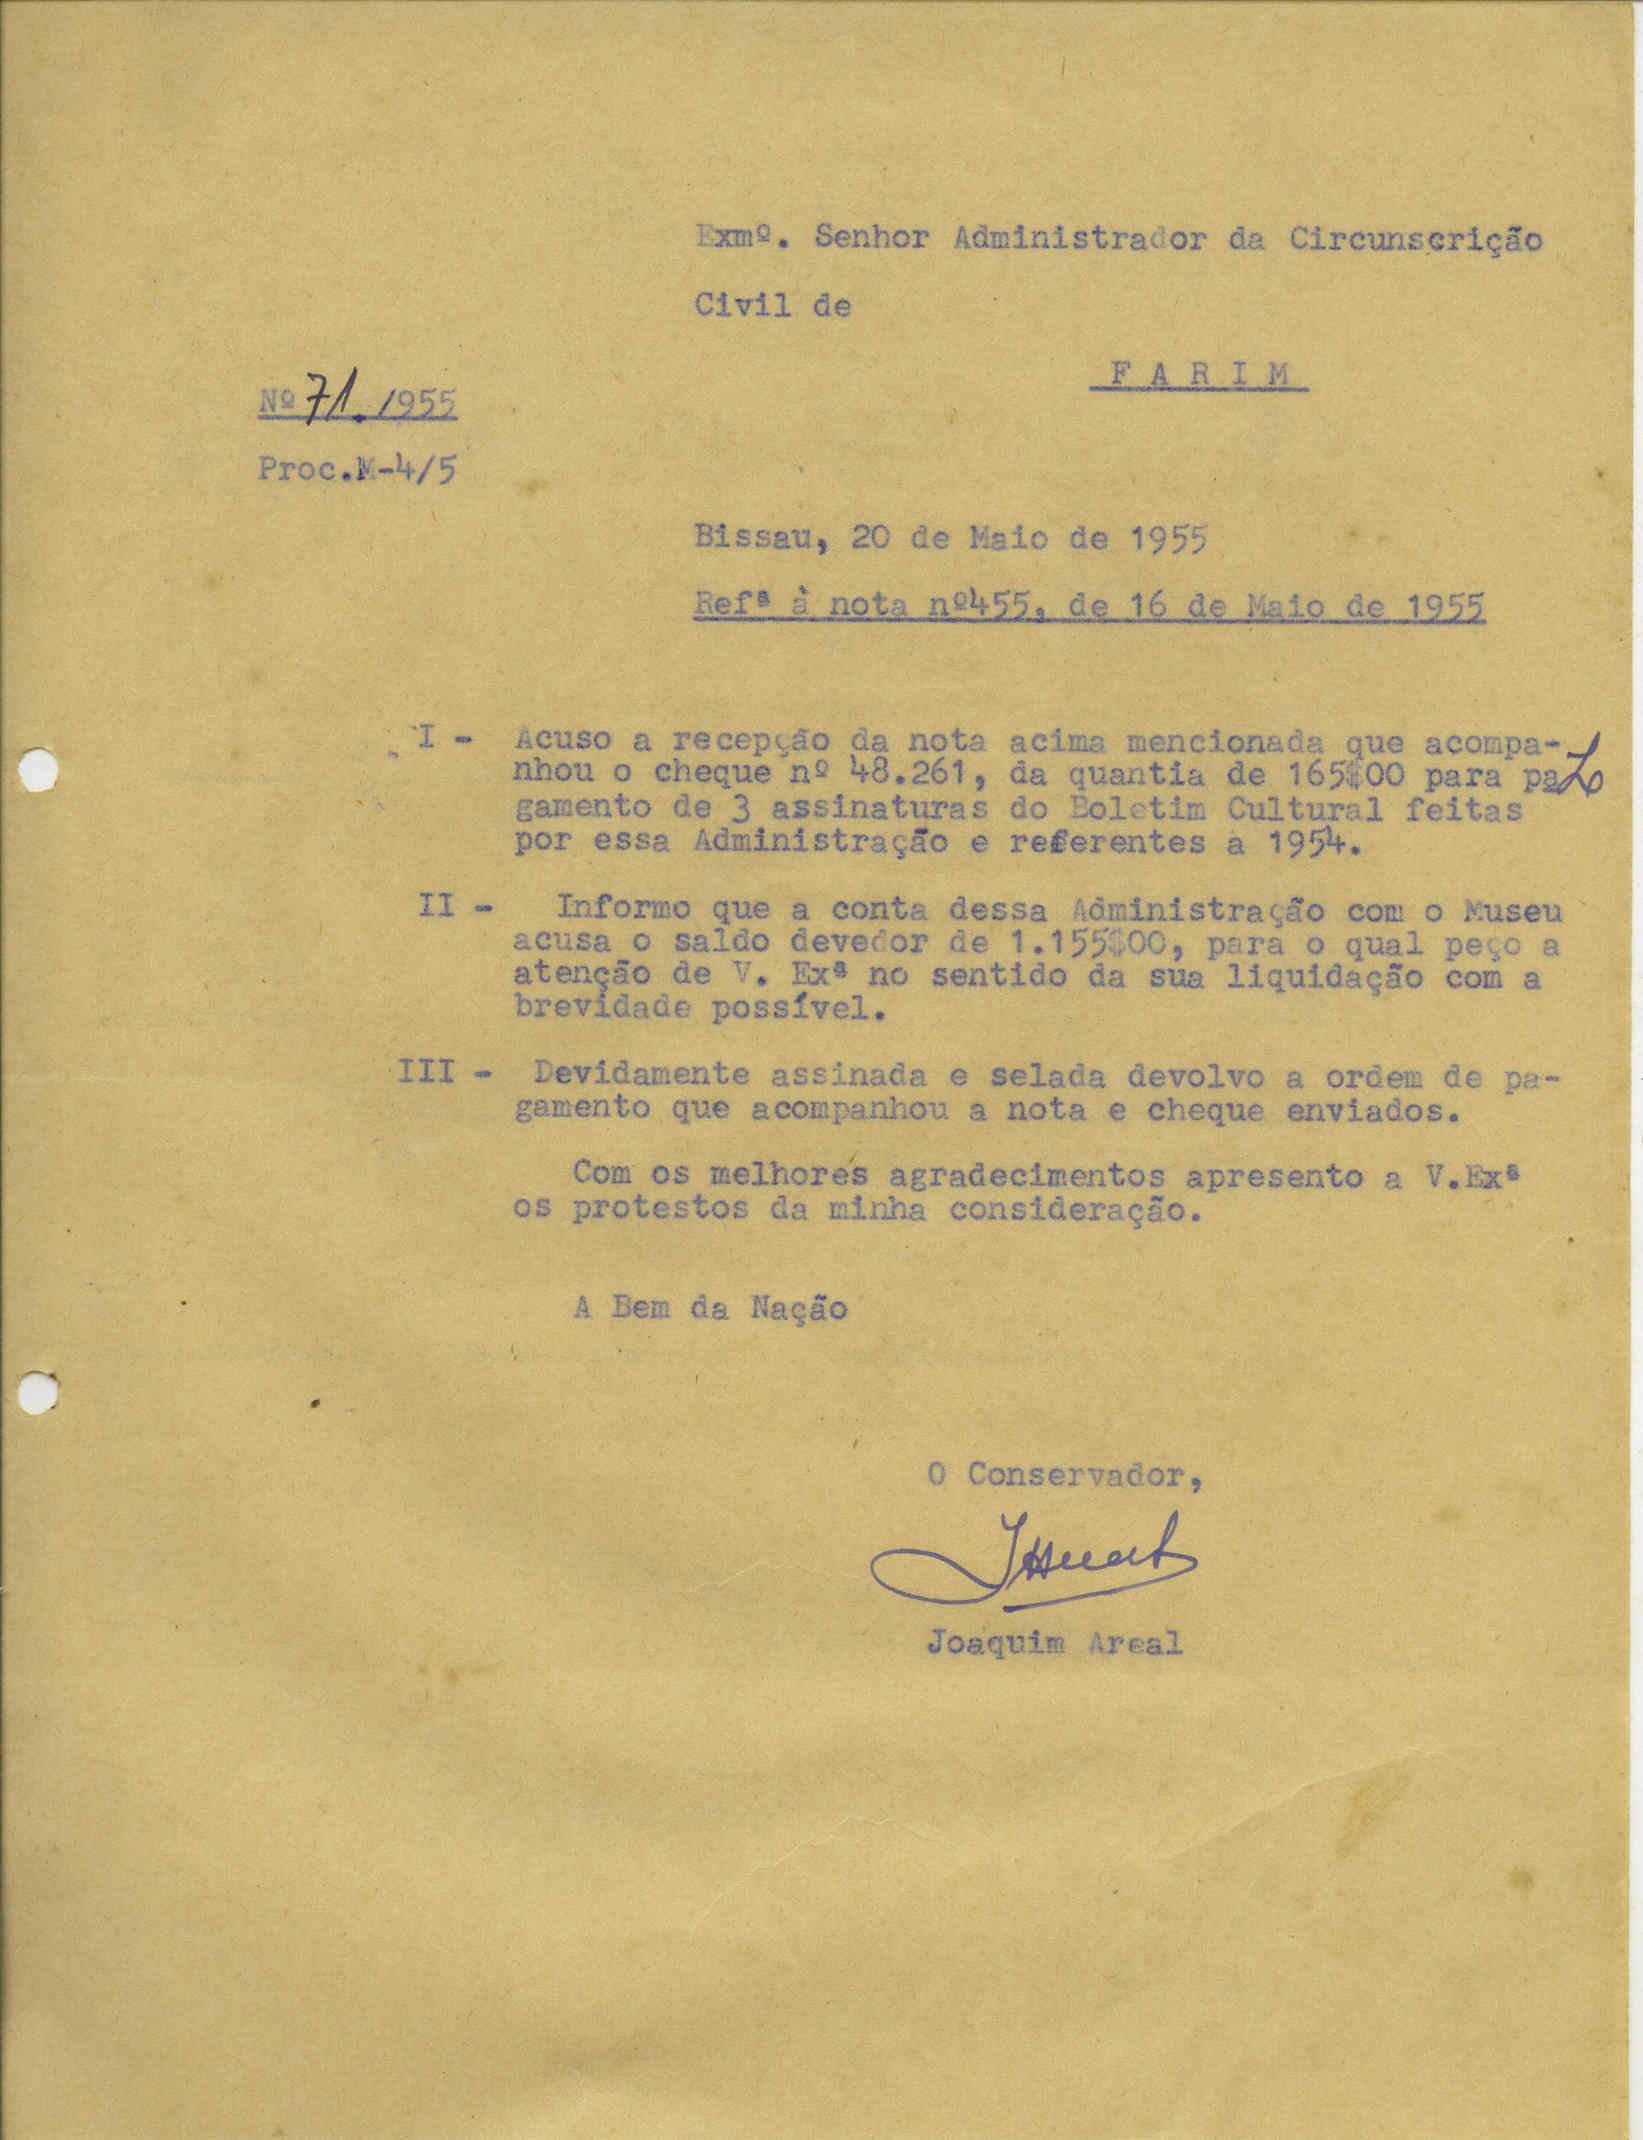 Exmº. Senhor Administrador da Circunscrição
Civil de
F A R I M
Nº 71. /955
Proc.M-4/5
Bissau, 20 de Maio de 1955
Refª à nota nº455, de 16 de Maio de 1955
I - Acuso a recepção da nota acima mencionada que acompa-
nhou o cheque nº 48.261, da quantia de 165$00 para pa
gamento de 3 assinaturas do Boletim Cultural feitas
por essa Administração e referentes a 1954.
II - Informo que a conta dessa Administração com o Museu
acusa o saldo devedor de 1.155$00, para o qual peço a
atenção de V. Exª no sentido da sua liquidação com a
brevidade possível.
III - Devidamente assinada e selada devolvo a ordem de pa-
gamento que acompanhou a nota e cheque enviados.
Com os melhores agradecimentos apresento a V.Exª
os protestos da minha consideração.
A Bem da Nação
O Conservador,
Joaquim Areal